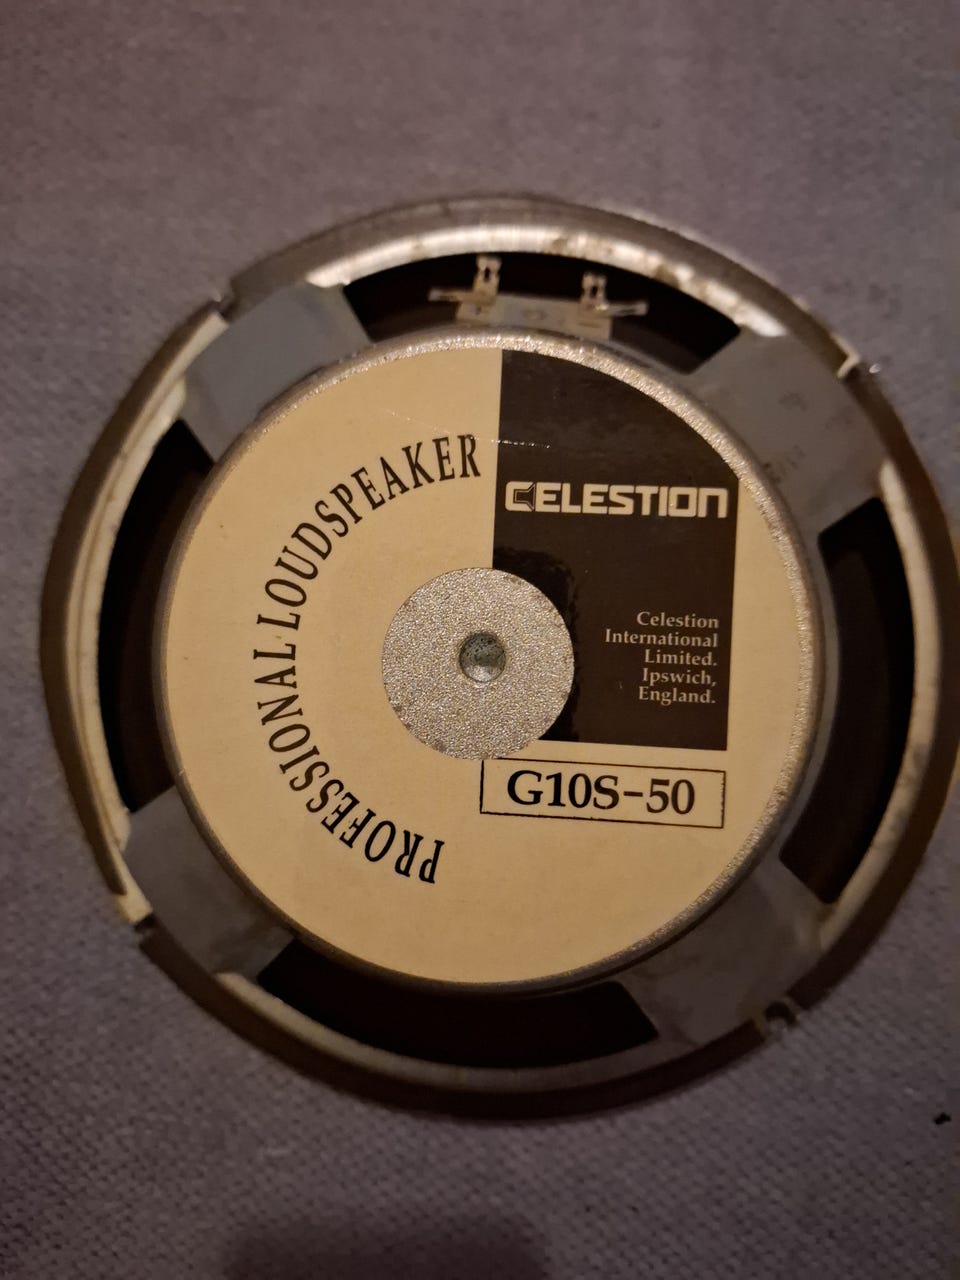 PROFESSIONAL LOUDSPEAKER
CELESTION
Celestion
International
Limited.
Ipswich,
England.
G10S-50